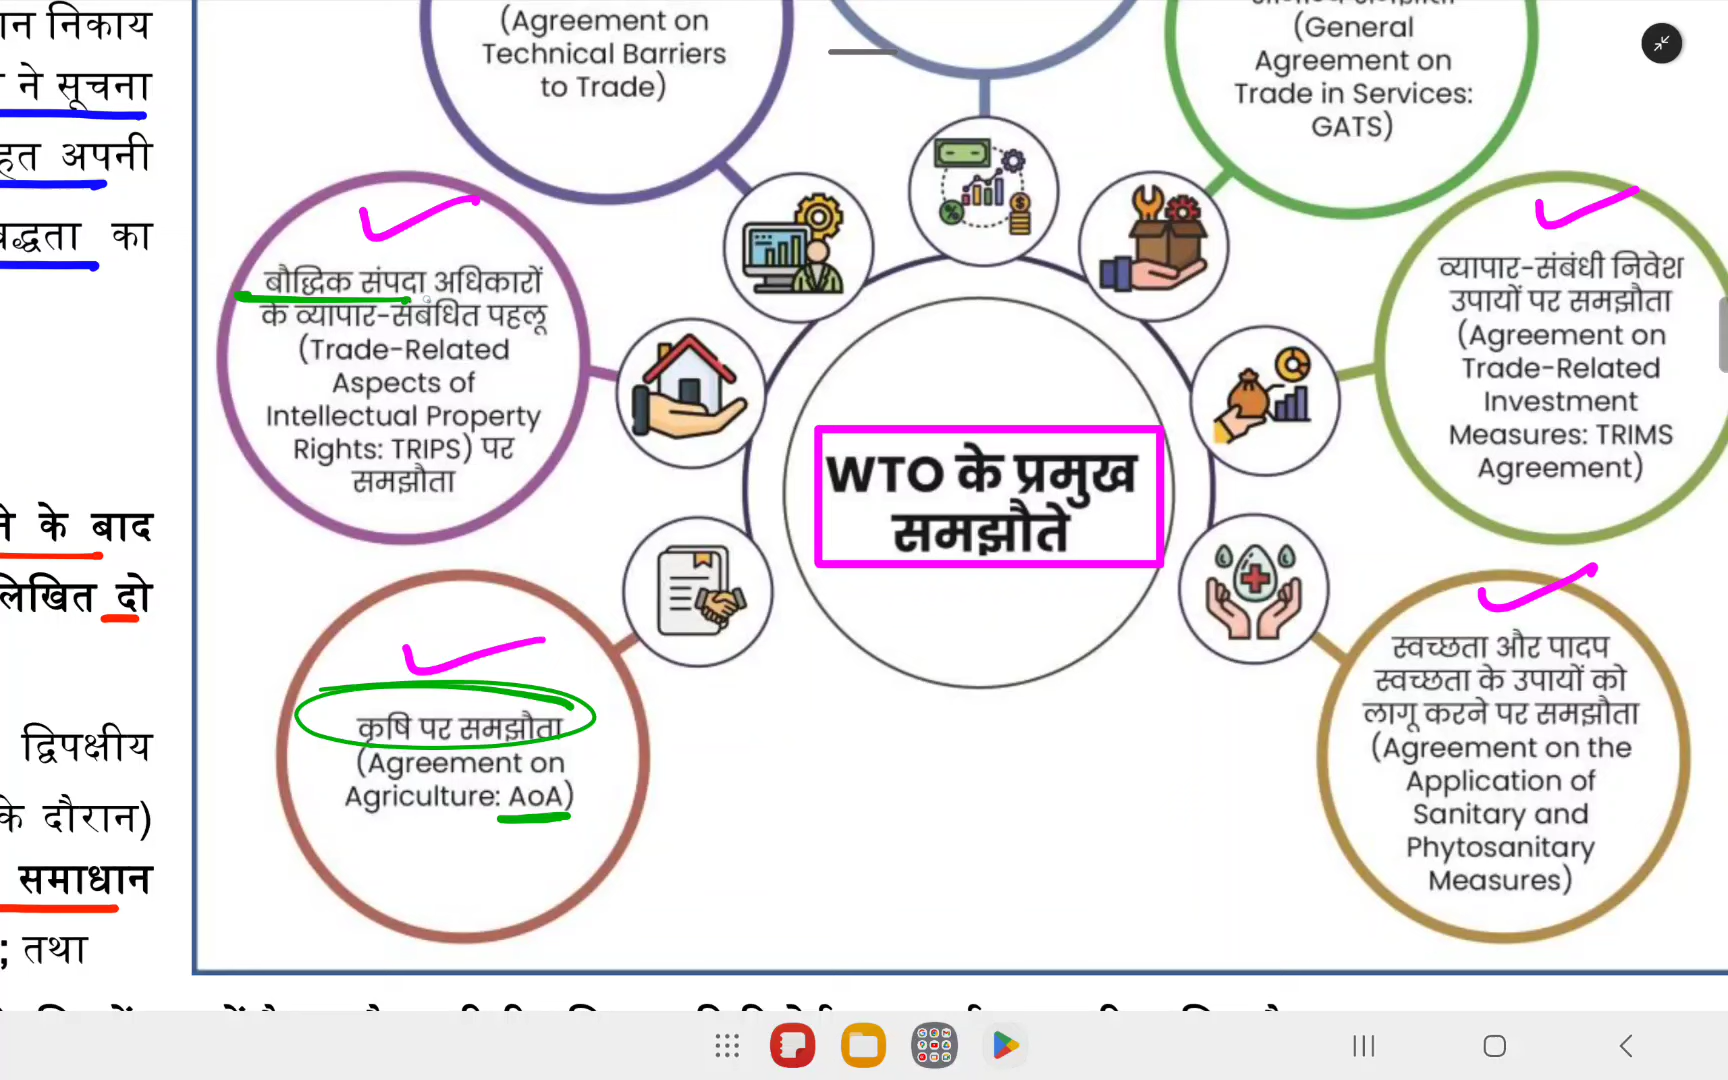 न निकाय
ने सूचना
हत अपनी
बद्धता का
ने के बाद
लिखित दो
द्विपक्षीय
के दौरान)
समाधान
; तथा
(Agreement on
Technical Barriers
to Trade)
(General
Agreement on
Trade in Services:
GATS)
बौद्धिक संपदा अधिकारों
के व्यापार-संबंधित पहलू
(Trade-Related
Aspects of
Intellectual Property
Rights: TRIPS) पर
समझौता
व्यापार-संबंधी निवेश
उपायों पर समझौता
(Agreement on
Trade-Related
Investment
Measures: TRIMS
Agreement)
WTO के प्रमुख
समझौते
कृषि पर समझौता
(Agreement on
Agriculture: AoA)
स्वच्छता और पादप
स्वच्छता के उपायों को
लागू करने पर समझौता
(Agreement on the
Application of
Sanitary and
Phytosanitary
Measures)